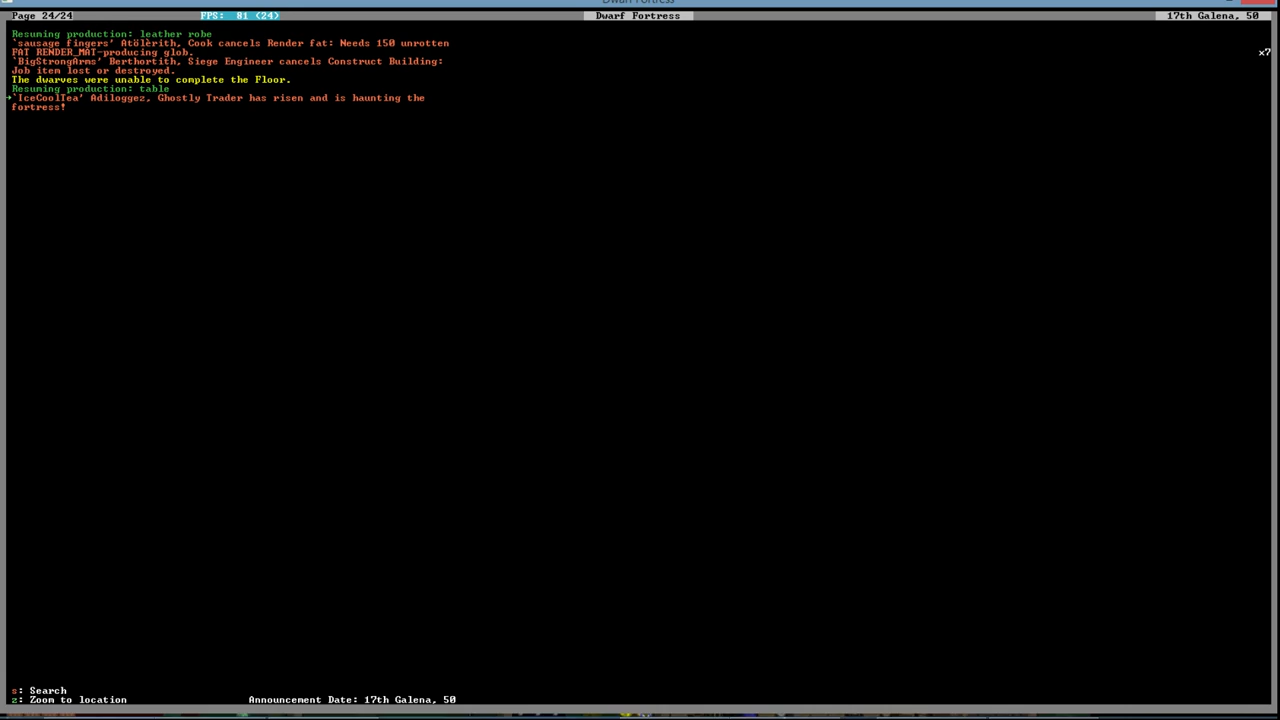 Dwarf Fortress
Page 24/24 FPS: 81 (24) Dwarf Fortress 17th Galena, 50
Resuming production: leather robe
`sausage fingers' Atölèrith, Cook cancels Render fat: Needs 150 unrotten
FAT RENDER_MAT-producing glob. x7
`BigStrongArms' Berthortith, Siege Engineer cancels Construct Building:
Job item lost or destroyed.
The dwarves were unable to complete the Floor.
Resuming production: table
`IceCoolTea' Adiloggez, Ghostly Trader has risen and is haunting the
fortress!
s: Search
z: Zoom to location Announcement Date: 17th Galena, 50